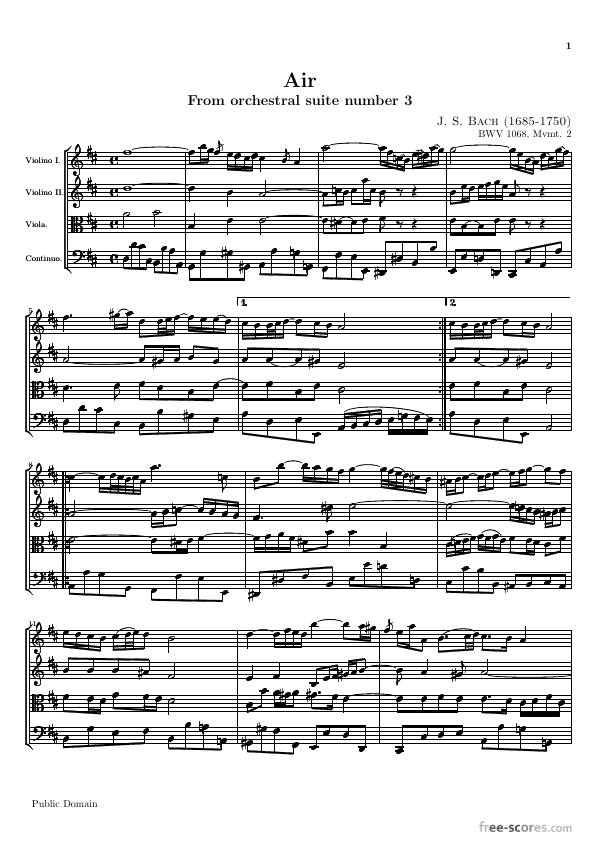 1
Air
From orchestral suite number 3
J. S. Bach (1685-1750)
BWV 1068, Mvmt. 2
Violino I.
Violino II.
Viola.
Continuo.
5
1.
2.
Public Domain
free-scores.com